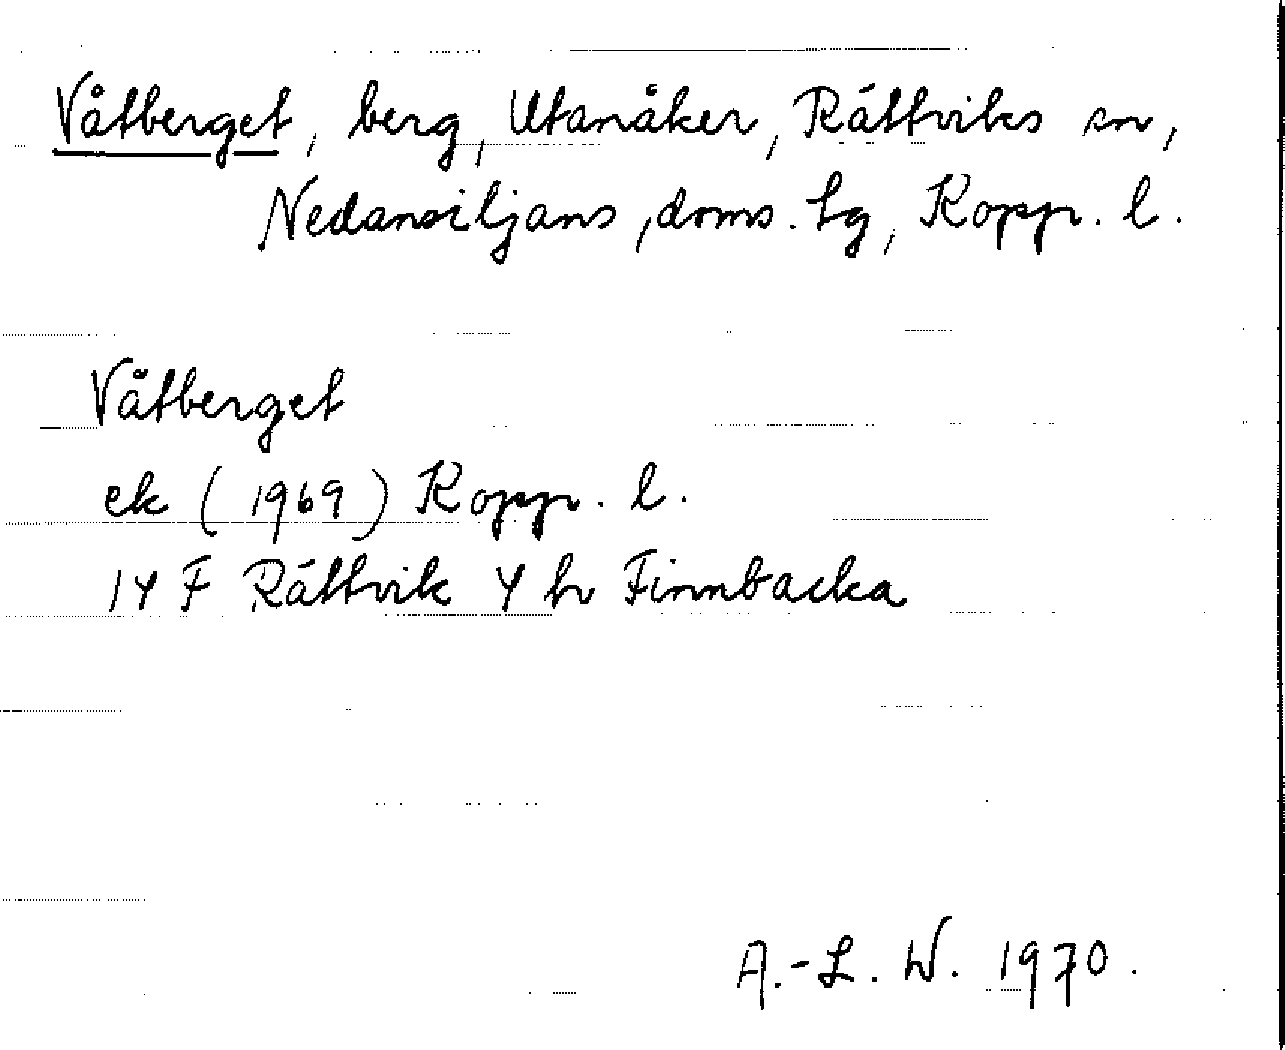 Våtberget, berg, Utanåker, Rättviks sn,
Nedansiljans, doms. tg, Kopp. l.
Våtberget
ek (1969) Kopp. l.
14 F Rättvik 4 h Finnbacka
A.-L. W. 1970.